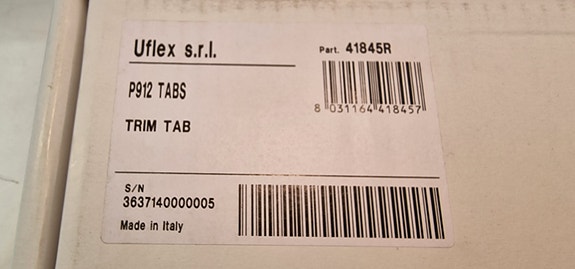 Uflex s.r.l.
Part. 41845R
P912 TABS
8 031164 418457
TRIM TAB
S/N
3637140000005
Made in Italy